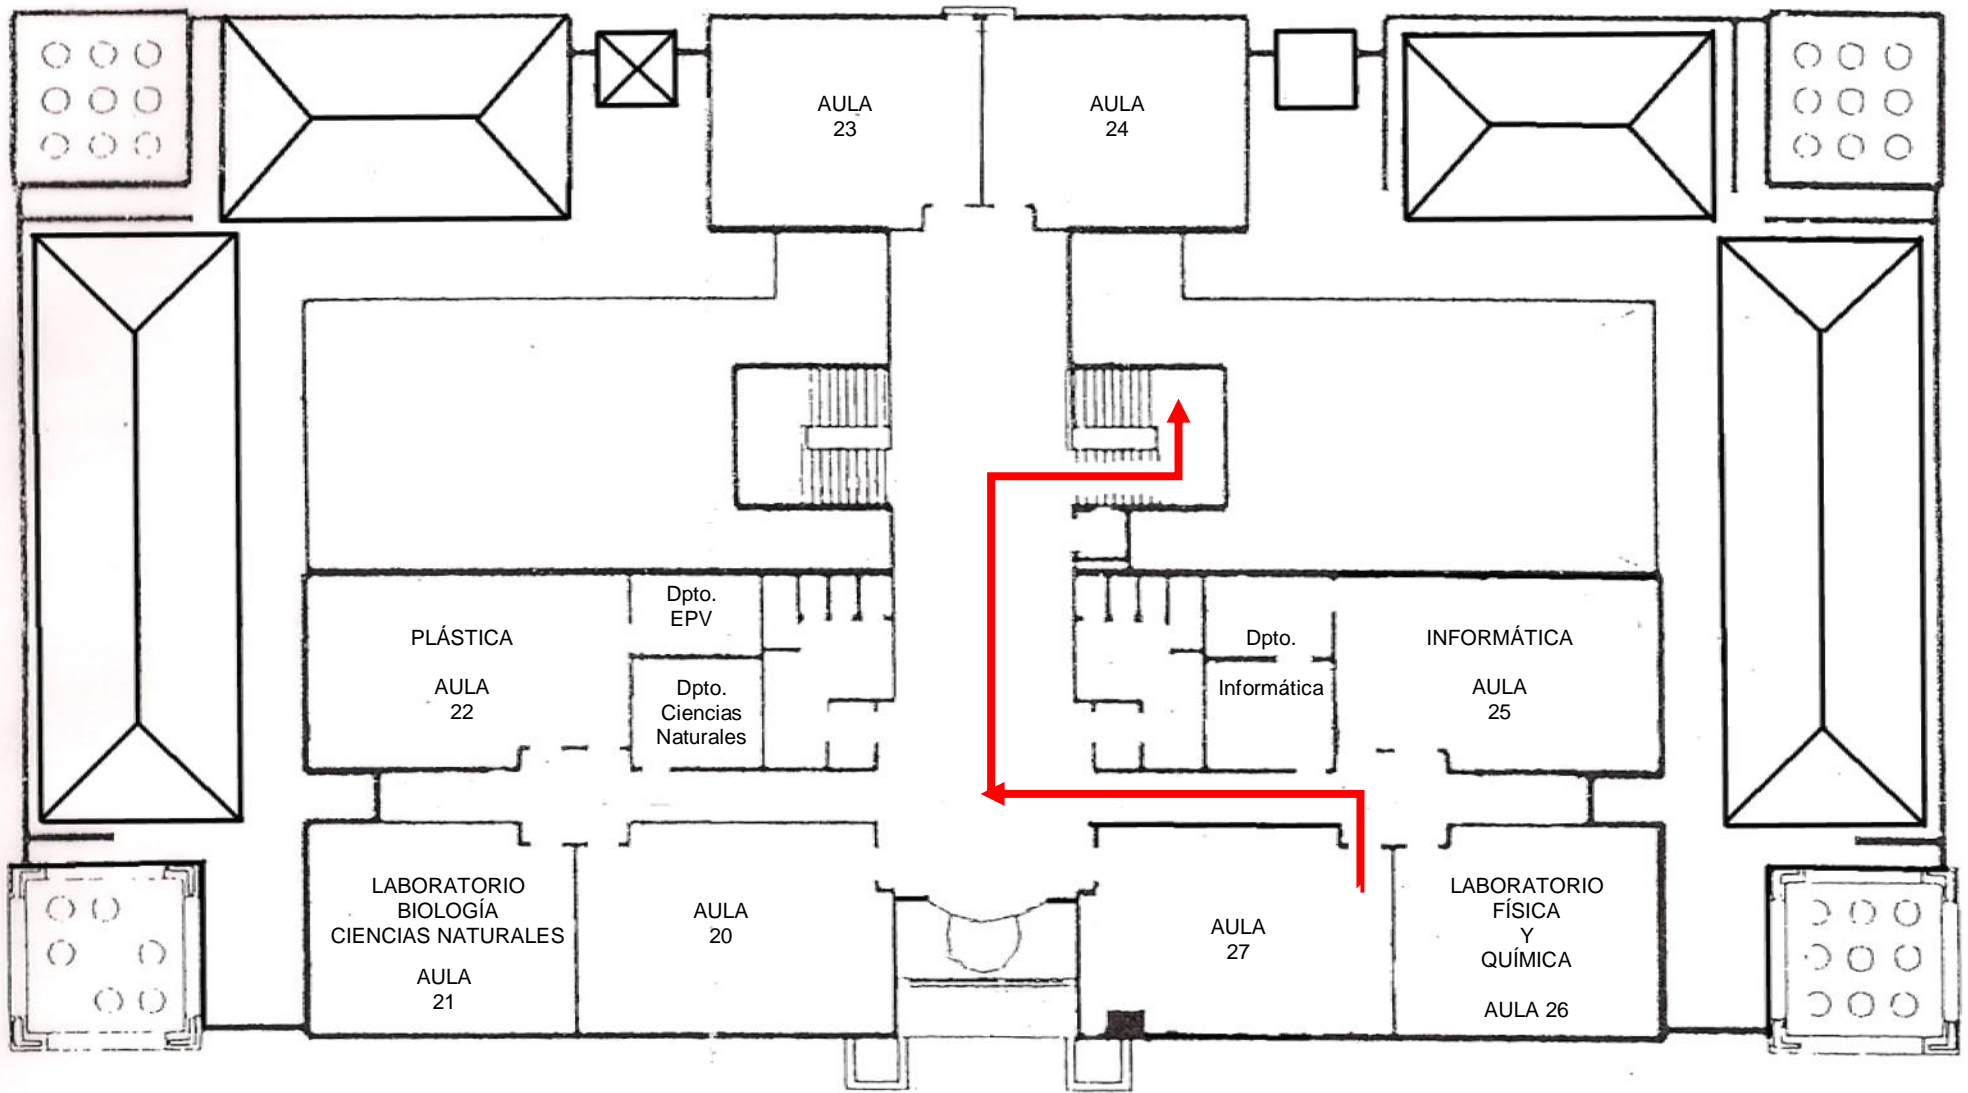 AULA
23
AULA
24
PLÁSTICA
AULA
22
Dpto.
EPV
Dpto.
Ciencias
Naturales
Dpto.
Informática
INFORMÁTICA
AULA
25
LABORATORIO
BIOLOGÍA
CIENCIAS NATURALES
AULA
21
AULA
20
AULA
27
LABORATORIO
FÍSICA
Y
QUÍMICA
AULA 26